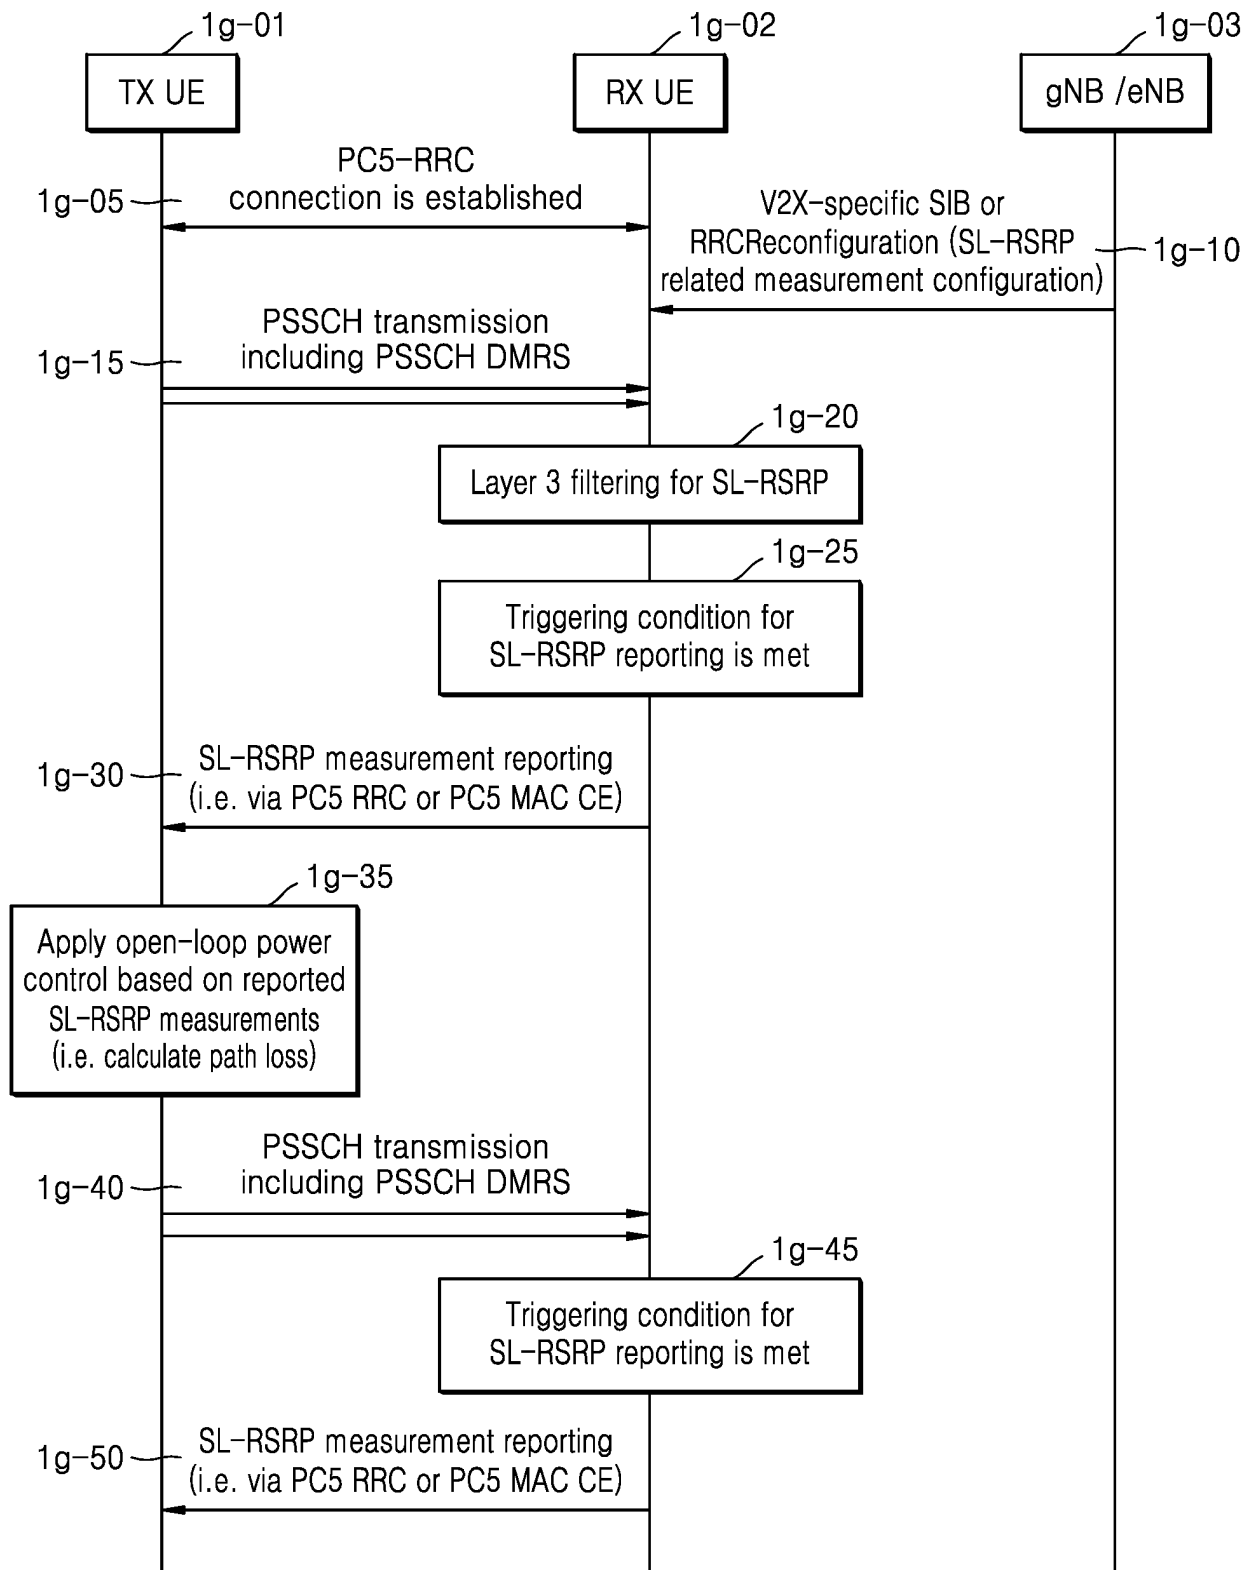 1g-01
1g-02
1g-03
TX UE
RX UE
gNB /eNB
PC5-RRC
connection is established
1g-05
V2X-specific SIB or
RRCReconfiguration (SL-RSRP
related measurement configuration)
1g-10
PSSCH transmission
including PSSCH DMRS
1g-15
1g-20
Layer 3 filtering for SL-RSRP
1g-25
Triggering condition for
SL-RSRP reporting is met
SL-RSRP measurement reporting
(i.e. via PC5 RRC or PC5 MAC CE)
1g-30
1g-35
Apply open-loop power
control based on reported
SL-RSRP measurements
(i.e. calculate path loss)
PSSCH transmission
including PSSCH DMRS
1g-40
1g-45
Triggering condition for
SL-RSRP reporting is met
SL-RSRP measurement reporting
(i.e. via PC5 RRC or PC5 MAC CE)
1g-50